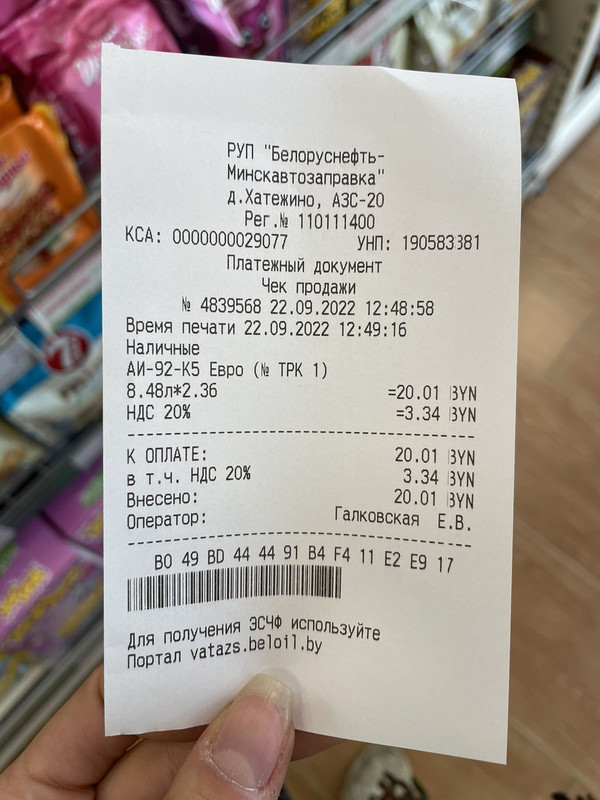 РУП "Белоруснефть-
Минскавтозаправка"
д.Хатежино, АЗС-20
Рег.№ 110111400
КСА: 0000000029077 УНП: 190583381
Платежный документ
Чек продажи
№ 4839568 22.09.2022 12:48:58
Время печати 22.09.2022 12:49:16
Наличные
АИ-92-К5 Евро (№ ТРК 1)
8.48л*2.36 =20.01 BYN
НДС 20% =3.34 BYN
К ОПЛАТЕ: 20.01 BYN
в т.ч. НДС 20% 3.34 BYN
Внесено: 20.01 BYN
Оператор: Галковская Е.В.
B0 49 BD 44 44 91 B4 F4 11 E2 E9 17
Для получения ЭСЧФ используйте
Портал vatazs.beloil.by